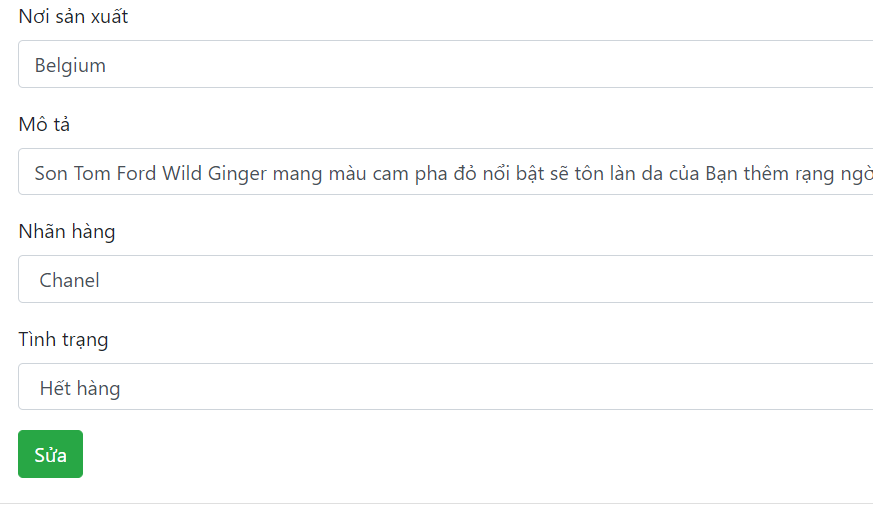 Nơi sản xuất
Belgium
Mô tả
Son Tom Ford Wild Ginger mang màu cam pha đỏ nổi bật sẽ tôn làn da của Bạn thêm rạng ngờ
Nhãn hàng
Chanel
Tình trạng
Hết hàng
Sửa